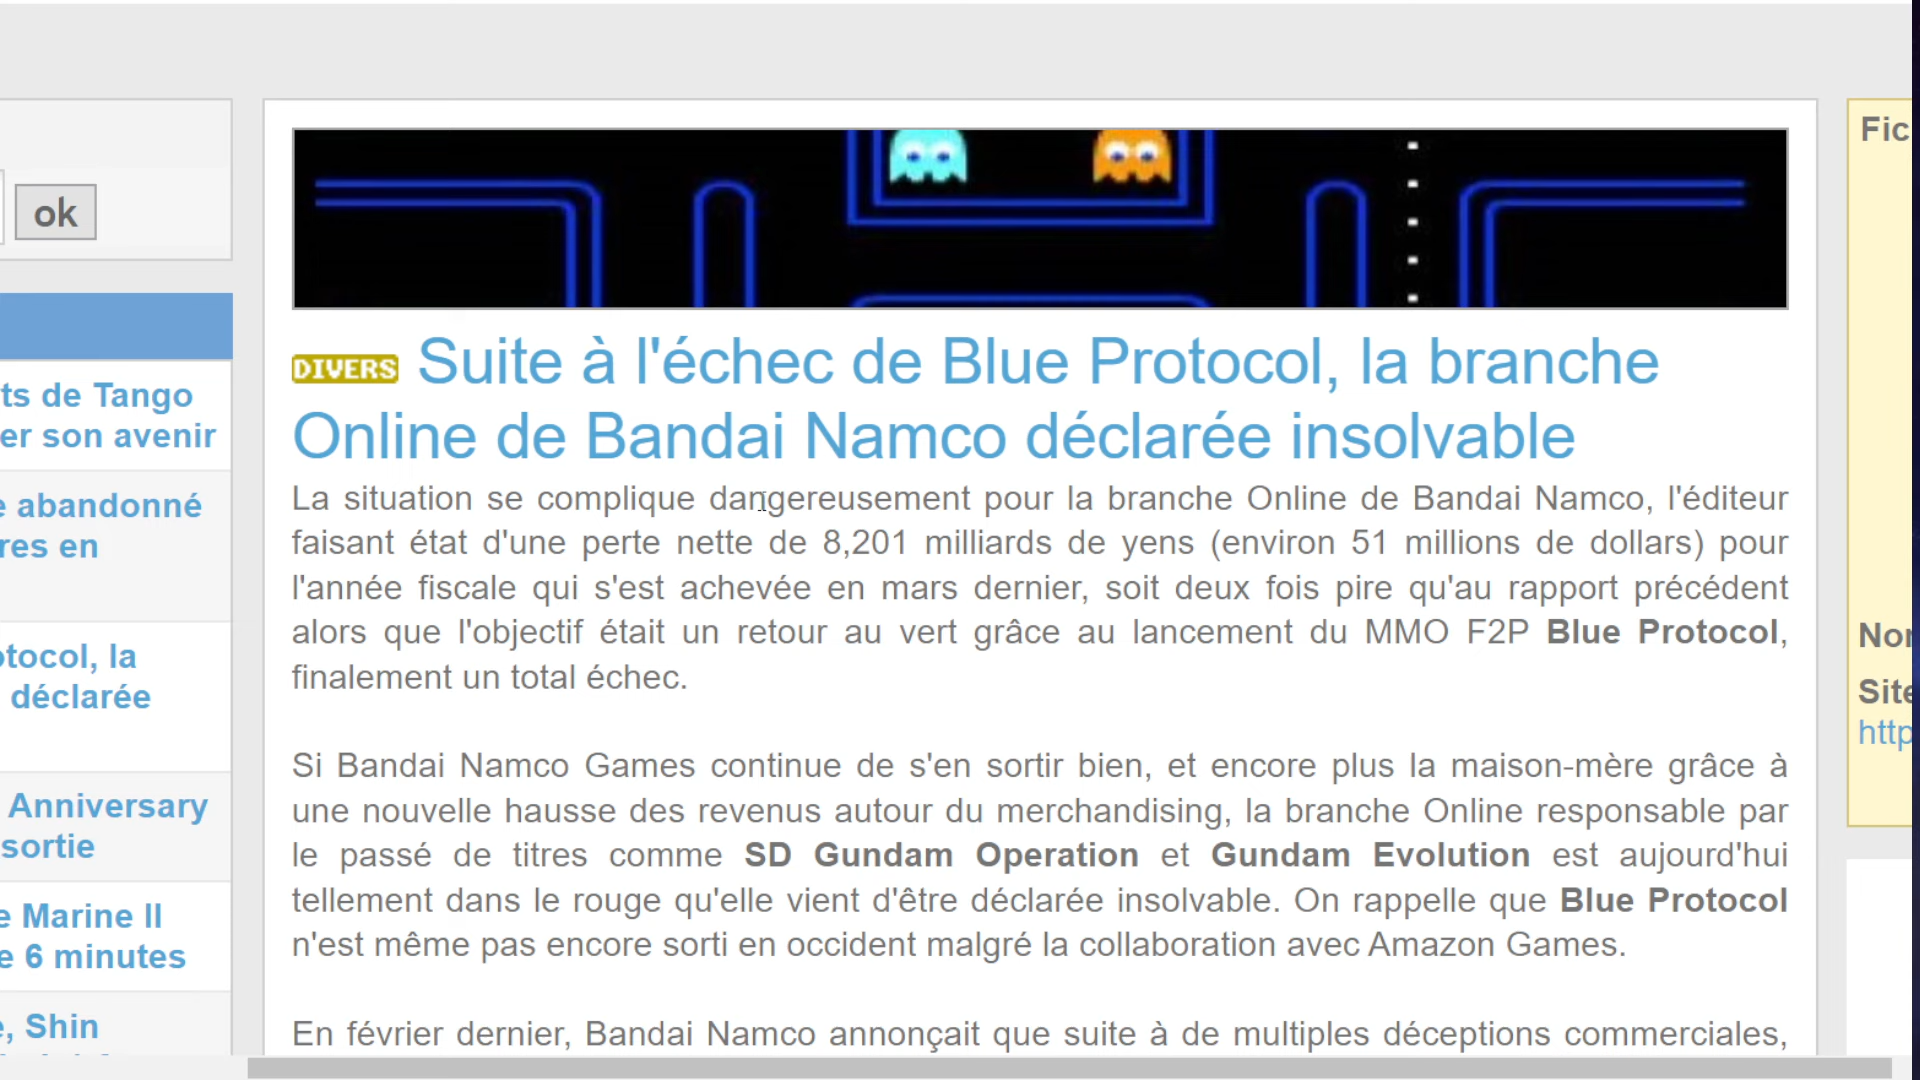 Fic
ok
DIVERS Suite à l'échec de Blue Protocol, la branche
Online de Bandai Namco déclarée insolvable
ts de Tango
er son avenir
e abandonné
res en
otocol, la
déclarée
Anniversary
sortie
e Marine II
e 6 minutes
e, Shin
La situation se complique dangereusement pour la branche Online de Bandai Namco, l'éditeur
faisant état d'une perte nette de 8,201 milliards de yens (environ 51 millions de dollars) pour
l'année fiscale qui s'est achevée en mars dernier, soit deux fois pire qu'au rapport précédent
alors que l'objectif était un retour au vert grâce au lancement du MMO F2P Blue Protocol,
finalement un total échec.
Si Bandai Namco Games continue de s'en sortir bien, et encore plus la maison-mère grâce à
une nouvelle hausse des revenus autour du merchandising, la branche Online responsable par
le passé de titres comme SD Gundam Operation et Gundam Evolution est aujourd'hui
tellement dans le rouge qu'elle vient d'être déclarée insolvable. On rappelle que Blue Protocol
n'est même pas encore sorti en occident malgré la collaboration avec Amazon Games.
En février dernier, Bandai Namco annonçait que suite à de multiples déceptions commerciales,
Nor
Site
http